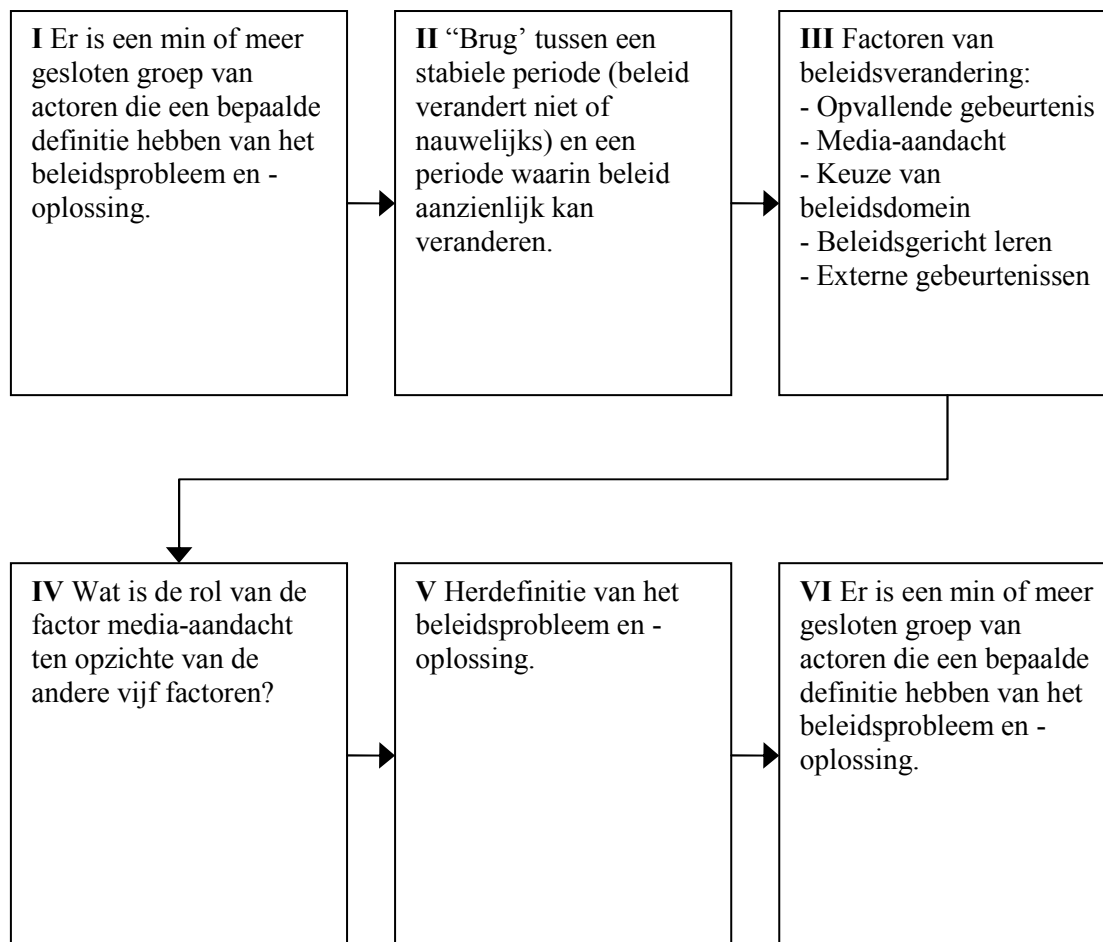 I Er is een min of meer
gesloten groep van
actoren die een bepaalde
definitie hebben van het
beleidsprobleem en -
oplossing.
II “Brug’ tussen een
stabiele periode (beleid
verandert niet of
nauwelijks) en een
periode waarin beleid
aanzienlijk kan
veranderen.
III Factoren van
beleidsverandering:
- Opvallende gebeurtenis
- Media-aandacht
- Keuze van
beleidsdomein
- Beleidsgericht leren
- Externe gebeurtenissen
IV Wat is de rol van de
factor media-aandacht
ten opzichte van de
andere vijf factoren?
V Herdefinitie van het
beleidsprobleem en -
oplossing.
VI Er is een min of meer
gesloten groep van
actoren die een bepaalde
definitie hebben van het
beleidsprobleem en -
oplossing.